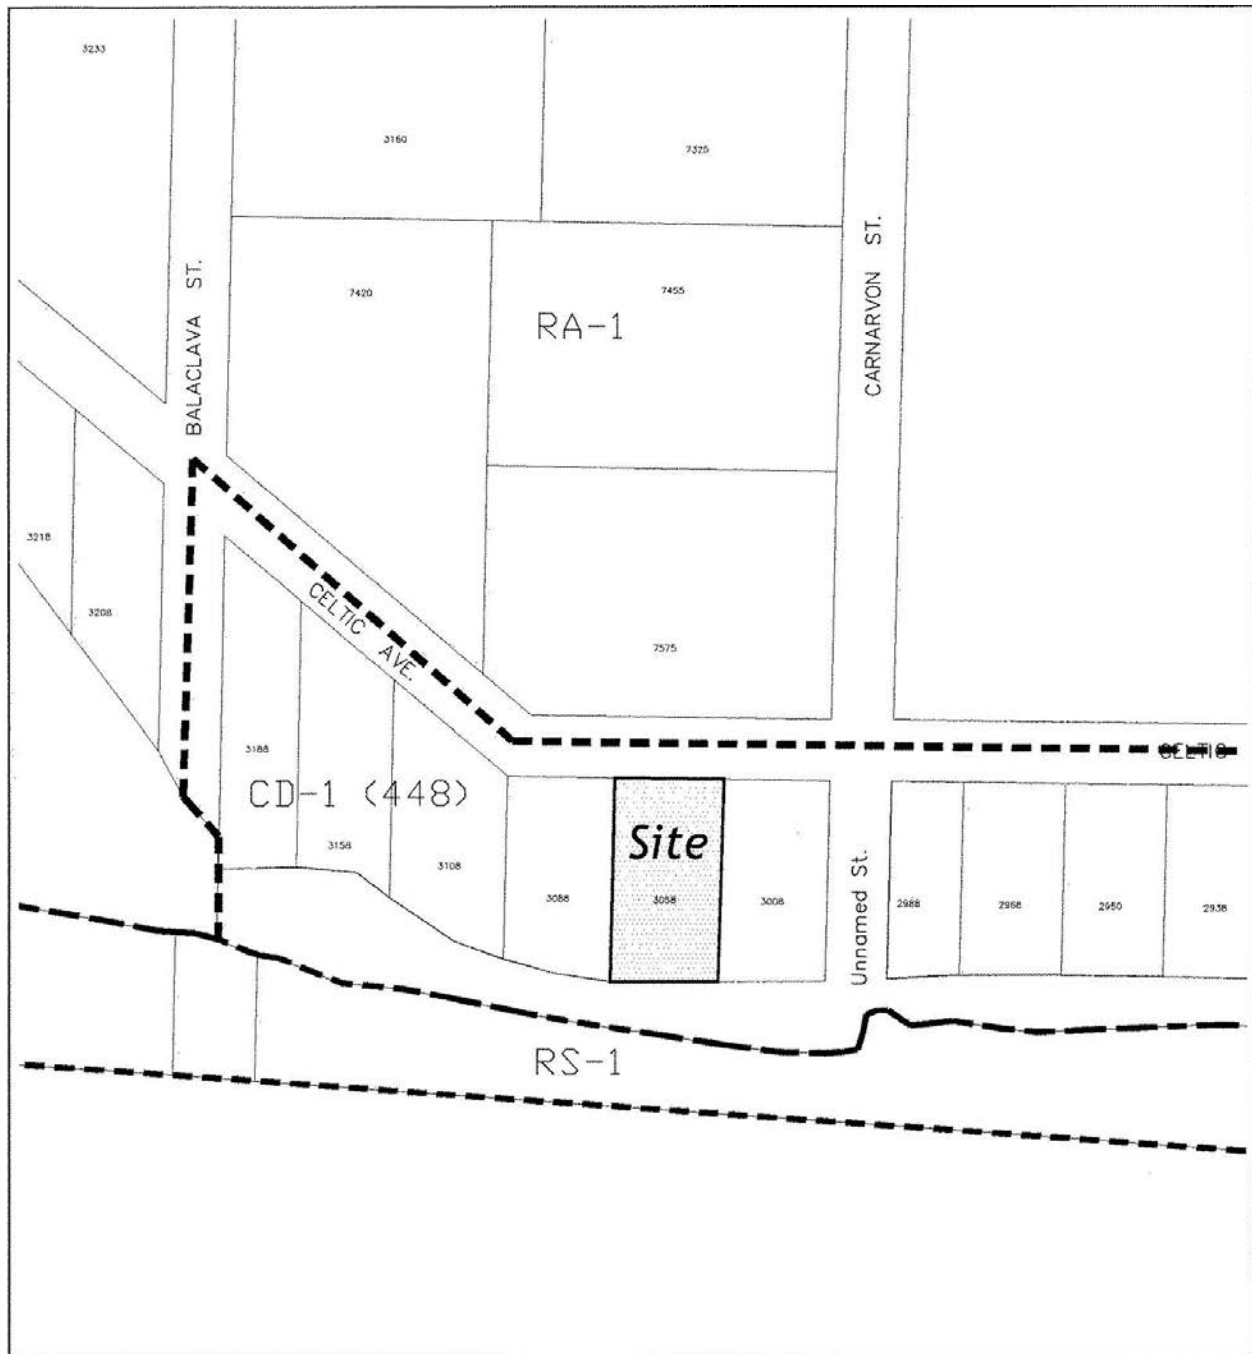 3233
3160
7325
BALACLAVA ST.
CARNARVON ST.
7420
7455
RA-1
3218
3208
CELTIC AVE.
7575
CELTIC
3188
CD-1 (448)
3158
3108
3088
Site
3058
3008
Unnamed St.
2988
2968
2950
2938
RS-1